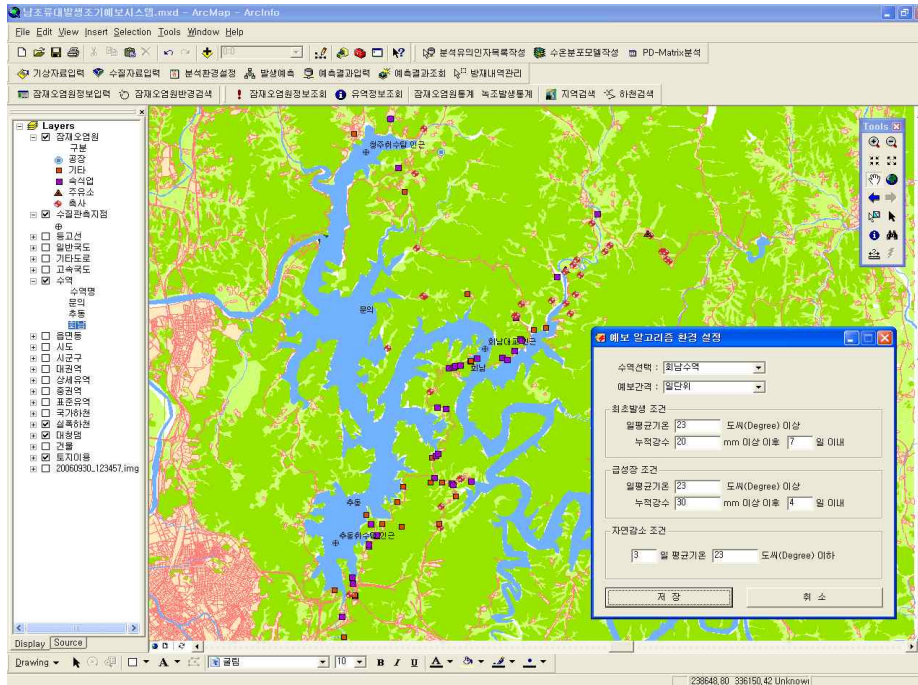 남조류대발생조기예보시스템.mxd - ArcMap - ArcInfo
File Edit View Insert Selection Tools Window Help
분석유의인자목록작성 수온분포모델작성 PD-Matrix분석
기상자료입력 수질자료입력 분석환경설정 발생예측 예측결과입력 예측결과조회 방재내역관리
잠재오염원정보입력 잠재오염원반경검색 잠재오염원정보조회 유역정보조회 잠재오염원통계 녹조발생통계 지역검색 하천검색
Layers
잠재오염원
구분
공장
기타
숙식업
주유소
축사
수질관측지점
등고선
일반국도
기타도로
고속국도
수역
수역명
문의
추동
회남
읍면동
시도
시군구
대권역
상세유역
중권역
표준유역
국가하천
실폭하천
대청댐
건물
토지이용
20060930_123457.img
Display Source
청주취수탑 인근
문의
회남대교 인근
회남
추동
추동취수탑 인근
Tools
예보 알고리즘 환경 설정
수역선택 : 회남수역
예보간격 : 일단위
최초발생 조건
일평균기온 23 도씨(Degree) 이상
누적강수 20 mm 이상 이후 7 일 이내
급성장 조건
일평균기온 23 도씨(Degree) 이상
누적강수 30 mm 이상 이후 4 일 이내
자연감소 조건
3 일 평균기온 23 도씨(Degree) 이하
저 장 취 소
Drawing A 굴림 10 B I U A
238648,80 336150,42 Unknown